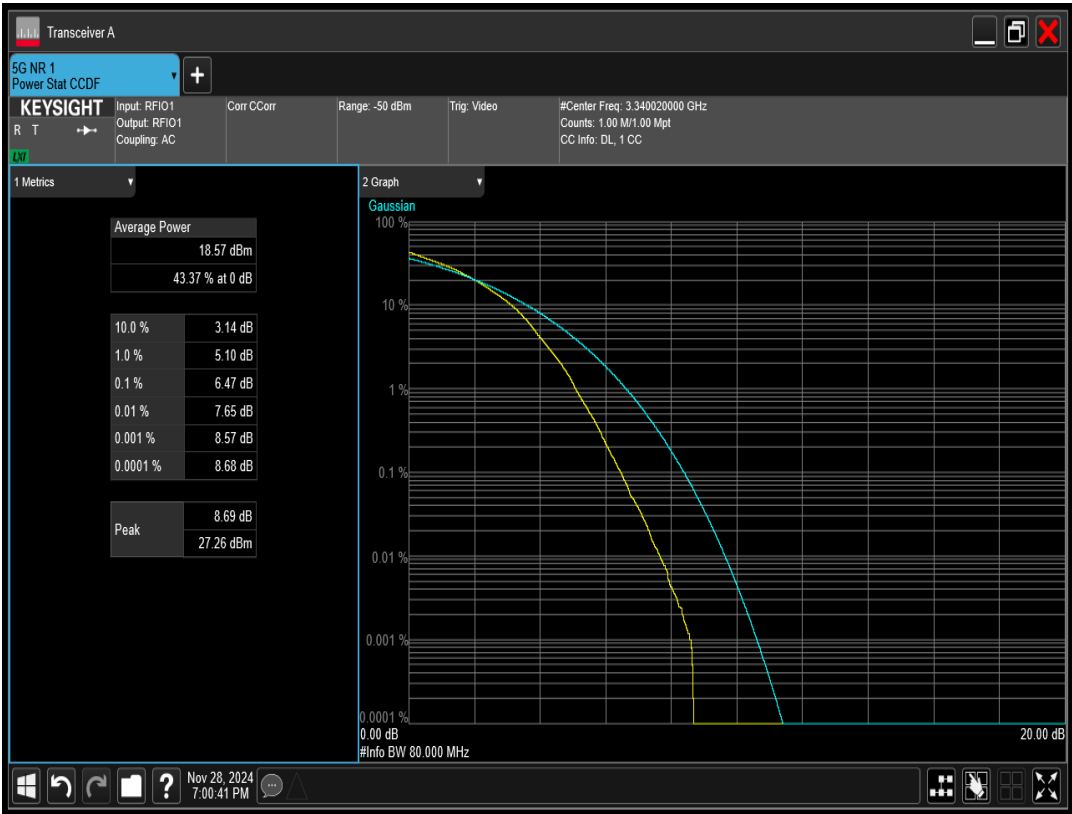 Transceiver A
5G NR 1
Power Stat CCDF
+
KEYSIGHT
R T
LXI
Input: RFIO1
Output: RFIO1
Coupling: AC
Corr CCorr
Range: -50 dBm
Trig: Video
#Center Freq: 3.340020000 GHz
Counts: 1.00 M/1.00 Mpt
CC Info: DL, 1 CC
1 Metrics
Average Power
18.57 dBm
43.37 % at 0 dB
10.0 % 3.14 dB
1.0 % 5.10 dB
0.1 % 6.47 dB
0.01 % 7.65 dB
0.001 % 8.57 dB
0.0001 % 8.68 dB
Peak
8.69 dB
27.26 dBm
2 Graph
Gaussian
100 %
10 %
1 %
0.1 %
0.01 %
0.001 %
0.0001 %
0.00 dB 20.00 dB
#Info BW 80.000 MHz
?
Nov 28, 2024
7:00:41 PM